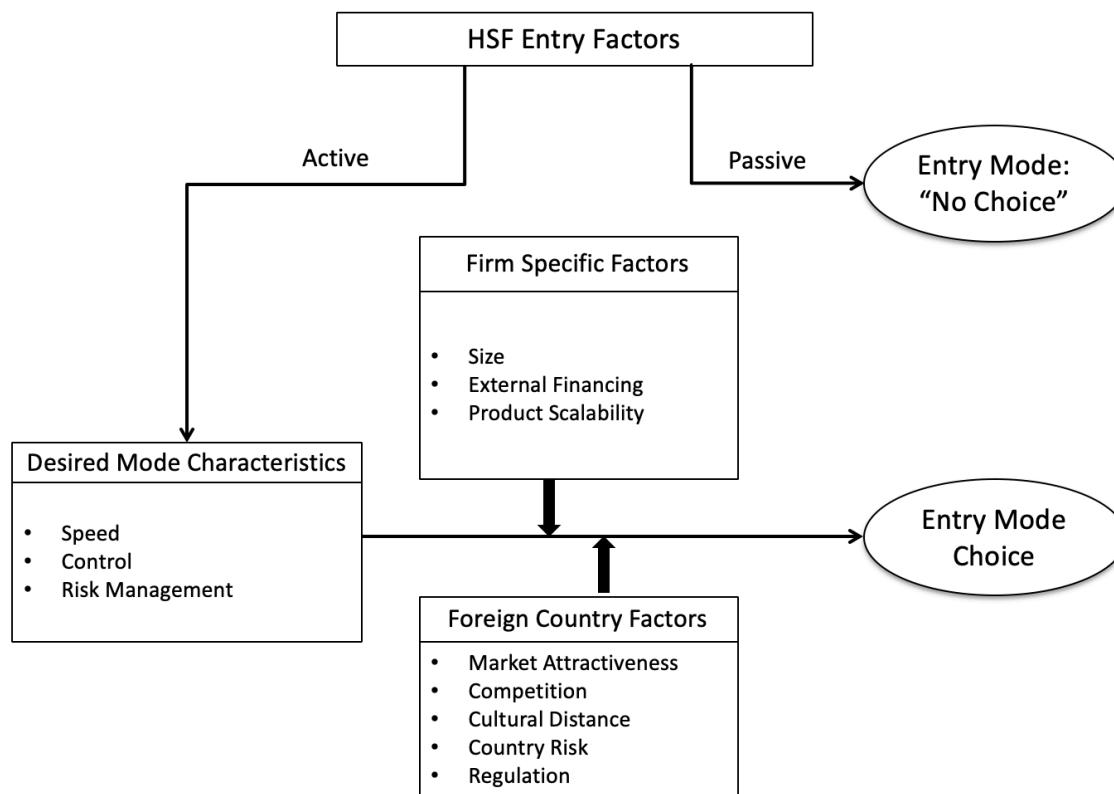 HSF Entry Factors
Active
Passive
Entry Mode:
“No Choice”
Firm Specific Factors
• Size
• External Financing
• Product Scalability
Desired Mode Characteristics
• Speed
• Control
• Risk Management
Entry Mode
Choice
Foreign Country Factors
• Market Attractiveness
• Competition
• Cultural Distance
• Country Risk
• Regulation